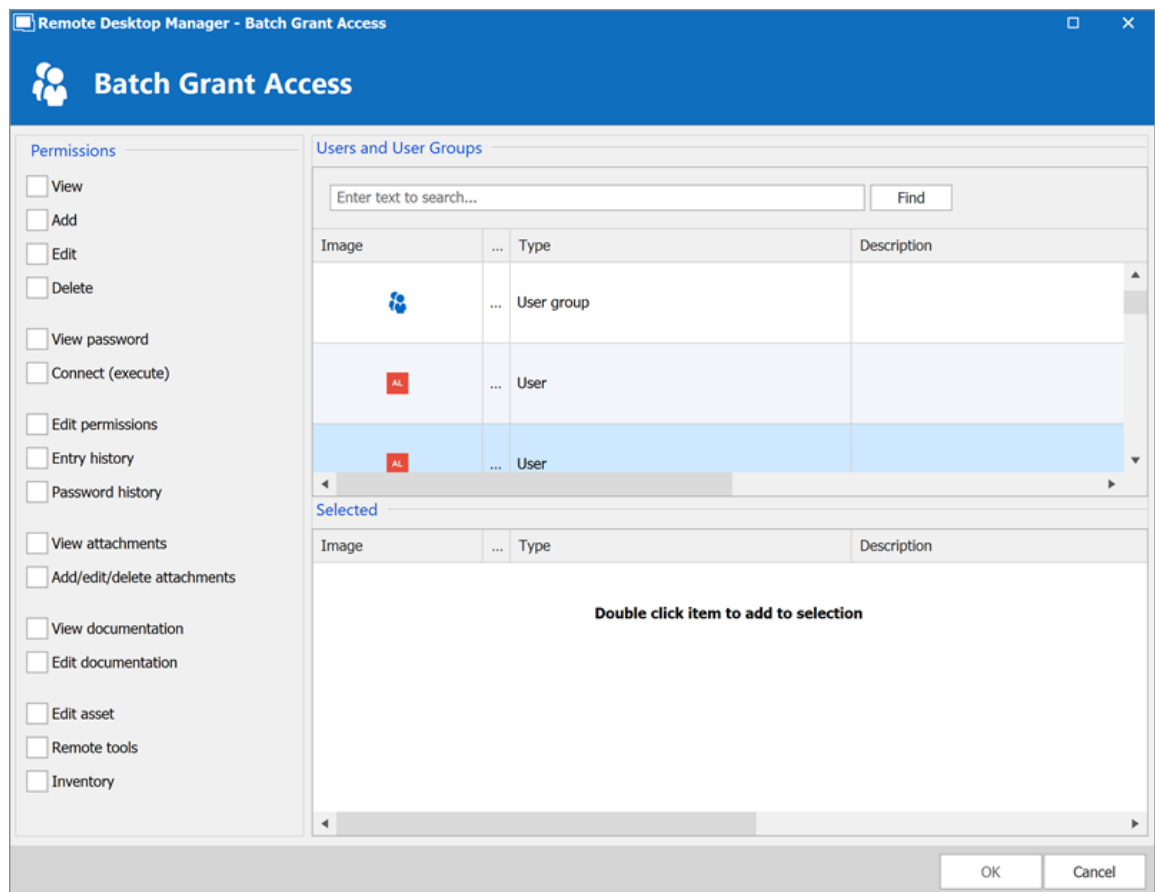 Remote Desktop Manager - Batch Grant Access
Batch Grant Access
Permissions
View
Add
Edit
Delete
View password
Connect (execute)
Edit permissions
Entry history
Password history
View attachments
Add/edit/delete attachments
View documentation
Edit documentation
Edit asset
Remote tools
Inventory
Users and User Groups
Enter text to search... Find
Image ... Type Description
... User group
AL ... User
AL ... User
Selected
Image ... Type Description
Double click item to add to selection
OK Cancel